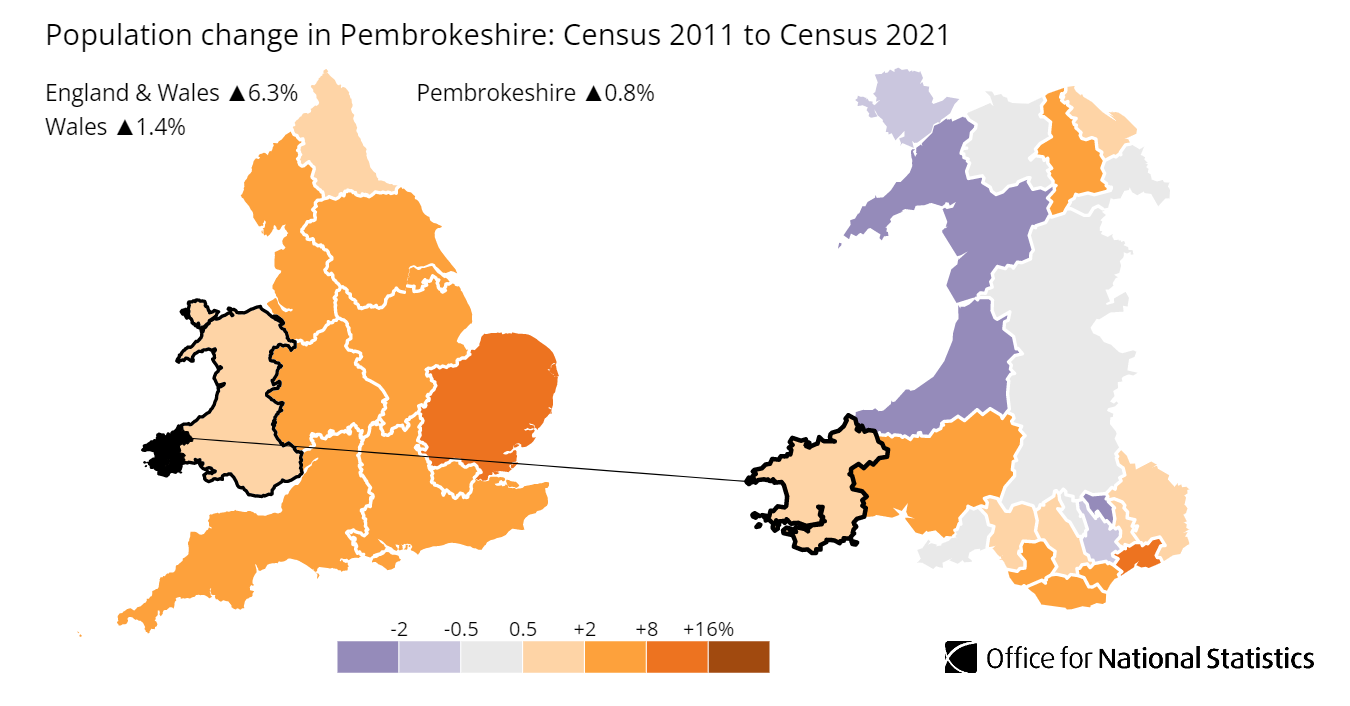 Population change in Pembrokeshire: Census 2011 to Census 2021
England & Wales ▲6.3%
Pembrokeshire ▲0.8%
Wales ▲1.4%
-2 -0.5 0.5 +2 +8 +16%
Office for National Statistics